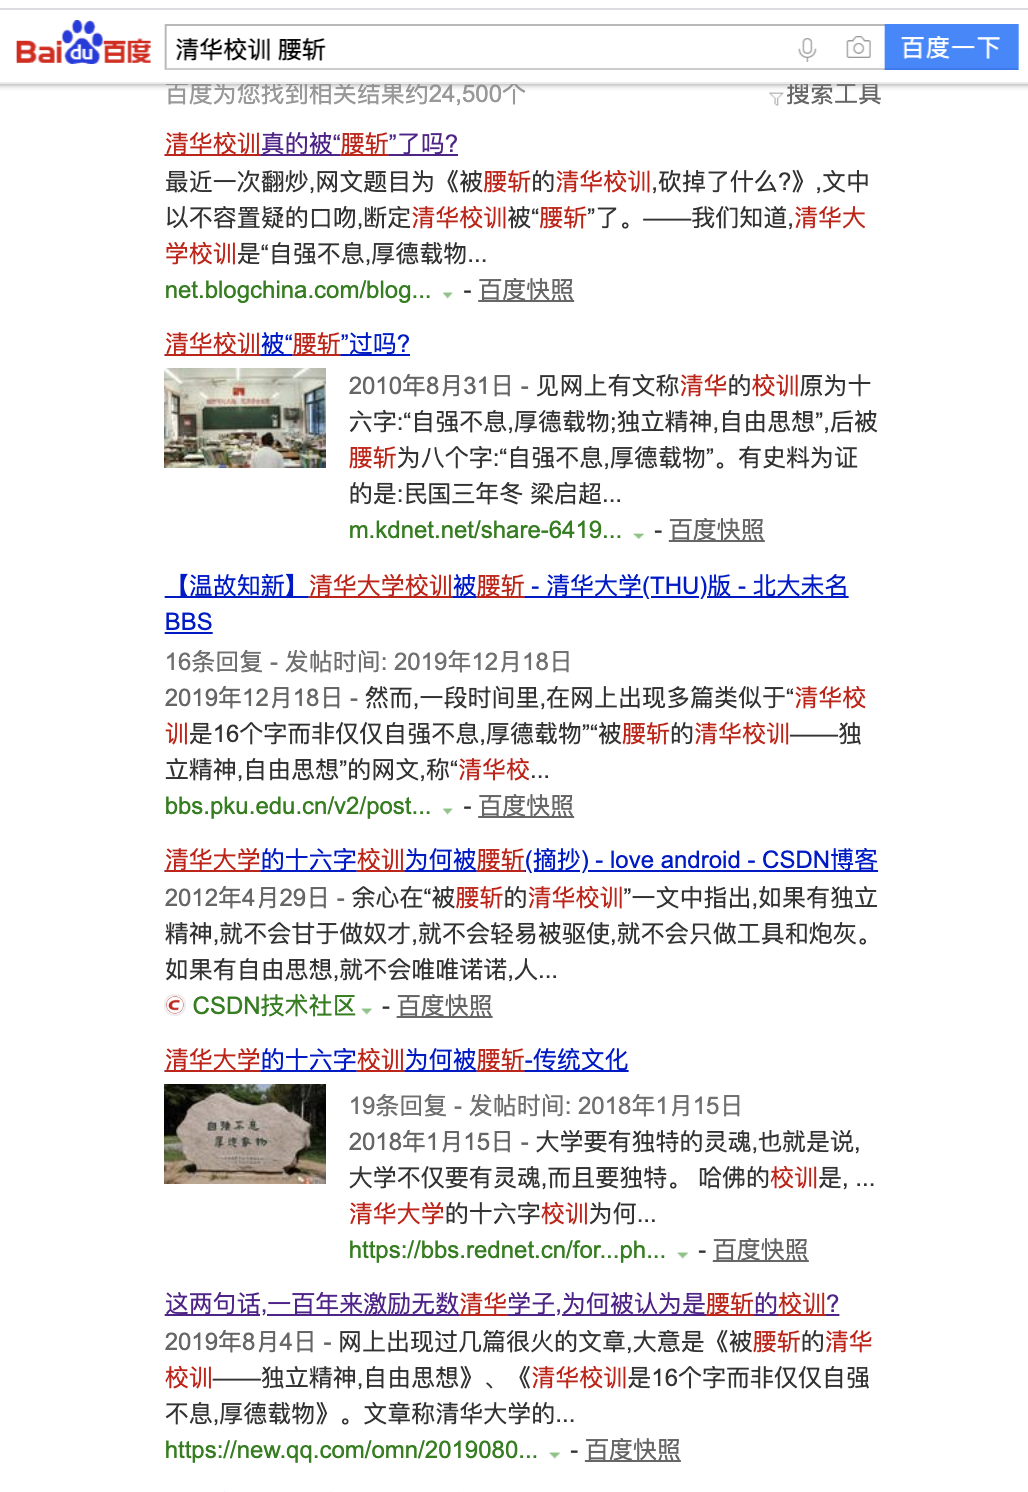 Bai du 百度
清华校训 腰斩
百度一下
百度为您找到相关结果约24,500个
搜索工具
清华校训真的被“腰斩”了吗?
最近一次翻炒,网文题目为《被腰斩的清华校训,砍掉了什么?》,文中
以不容置疑的口吻,断定清华校训被“腰斩”了。——我们知道,清华大
学校训是“自强不息,厚德载物...
net.blogchina.com/blog... - 百度快照
清华校训被“腰斩”过吗?
2010年8月31日 - 见网上有文称清华的校训原为十
六字:“自强不息,厚德载物;独立精神,自由思想”,后被
腰斩为八个字:“自强不息,厚德载物”。有史料为证
的是:民国三年冬 梁启超...
m.kdnet.net/share-6419... - 百度快照
【温故知新】清华大学校训被腰斩 - 清华大学(THU)版 - 北大未名
BBS
16条回复 - 发帖时间: 2019年12月18日
2019年12月18日 - 然而,一段时间里,在网上出现多篇类似于“清华校
训是16个字而非仅仅自强不息,厚德载物”“被腰斩的清华校训——独
立精神,自由思想”的网文,称“清华校...
bbs.pku.edu.cn/v2/post... - 百度快照
清华大学的十六字校训为何被腰斩(摘抄) - love android - CSDN博客
2012年4月29日 - 余心在“被腰斩的清华校训”一文中指出,如果有独立
精神,就不会甘于做奴才,就不会轻易被驱使,就不会只做工具和炮灰。
如果有自由思想,就不会唯唯诺诺,人...
CSDN技术社区 - 百度快照
清华大学的十六字校训为何被腰斩-传统文化
自强不息
厚德载物
19条回复 - 发帖时间: 2018年1月15日
2018年1月15日 - 大学要有独特的灵魂,也就是说,
大学不仅要有灵魂,而且要独特。 哈佛的校训是, ...
清华大学的十六字校训为何...
https://bbs.rednet.cn/for...ph... - 百度快照
这两句话,一百年来激励无数清华学子,为何被认为是腰斩的校训?
2019年8月4日 - 网上出现过几篇很火的文章,大意是《被腰斩的清华
校训——独立精神,自由思想》、《清华校训是16个字而非仅仅自强
不息,厚德载物》。文章称清华大学的...
https://new.qq.com/omn/2019080... - 百度快照